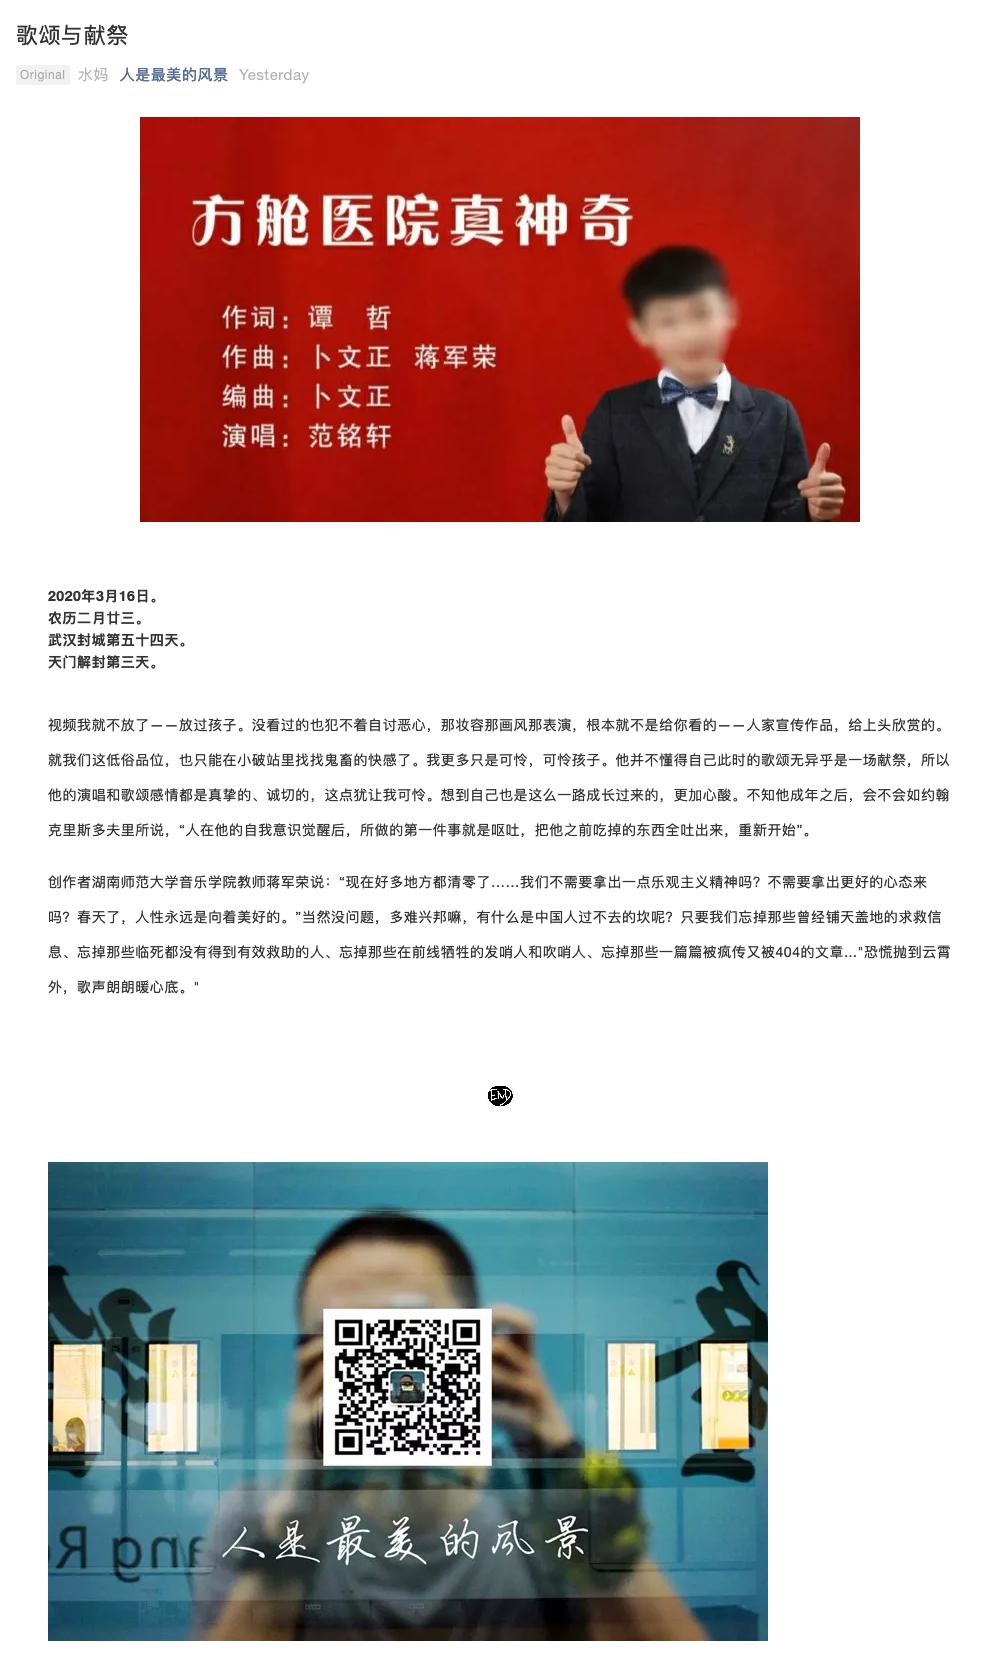 歌颂与献祭
Original 水妈 人是最美的风景 Yesterday
方舱医院真神奇
作词：谭 哲
作曲：卜文正 蒋军荣
编曲：卜文正
演唱：范铭轩
2020年3月16日。
农历二月廿三。
武汉封城第五十四天。
天门解封第三天。
视频我就不放了——放过孩子。没看过的也犯不着自讨恶心，那妆容那画风那表演，根本就不是给你看的——人家宣传作品，给上头欣赏的。
就我们这低俗品位，也只能在小破站里找找鬼畜的快感了。我更多只是可怜，可怜孩子。他并不懂得自己此时的歌颂无异乎是一场献祭，所以
他的演唱和歌颂感情都是真挚的、诚切的，这点犹让我可怜。想到自己也是这么一路成长过来的，更加心酸。不知他成年之后，会不会如约翰
克里斯多夫里所说，“人在他的自我意识觉醒后，所做的第一件事就是呕吐，把他之前吃掉的东西全吐出来，重新开始”。
创作者湖南师范大学音乐学院教师蒋军荣说：“现在好多地方都清零了……我们不需要拿出一点乐观主义精神吗？不需要拿出更好的心态来
吗？春天了，人性永远是向着美好的。”当然没问题，多难兴邦嘛，有什么是中国人过不去的坎呢？只要我们忘掉那些曾经铺天盖地的求救信
息、忘掉那些临死都没有得到有效救助的人、忘掉那些在前线牺牲的发哨人和吹哨人、忘掉那些一篇篇被疯传又被404的文章..."恐慌抛到云霄
外，歌声朗朗暖心底。"
END
人是最美的风景